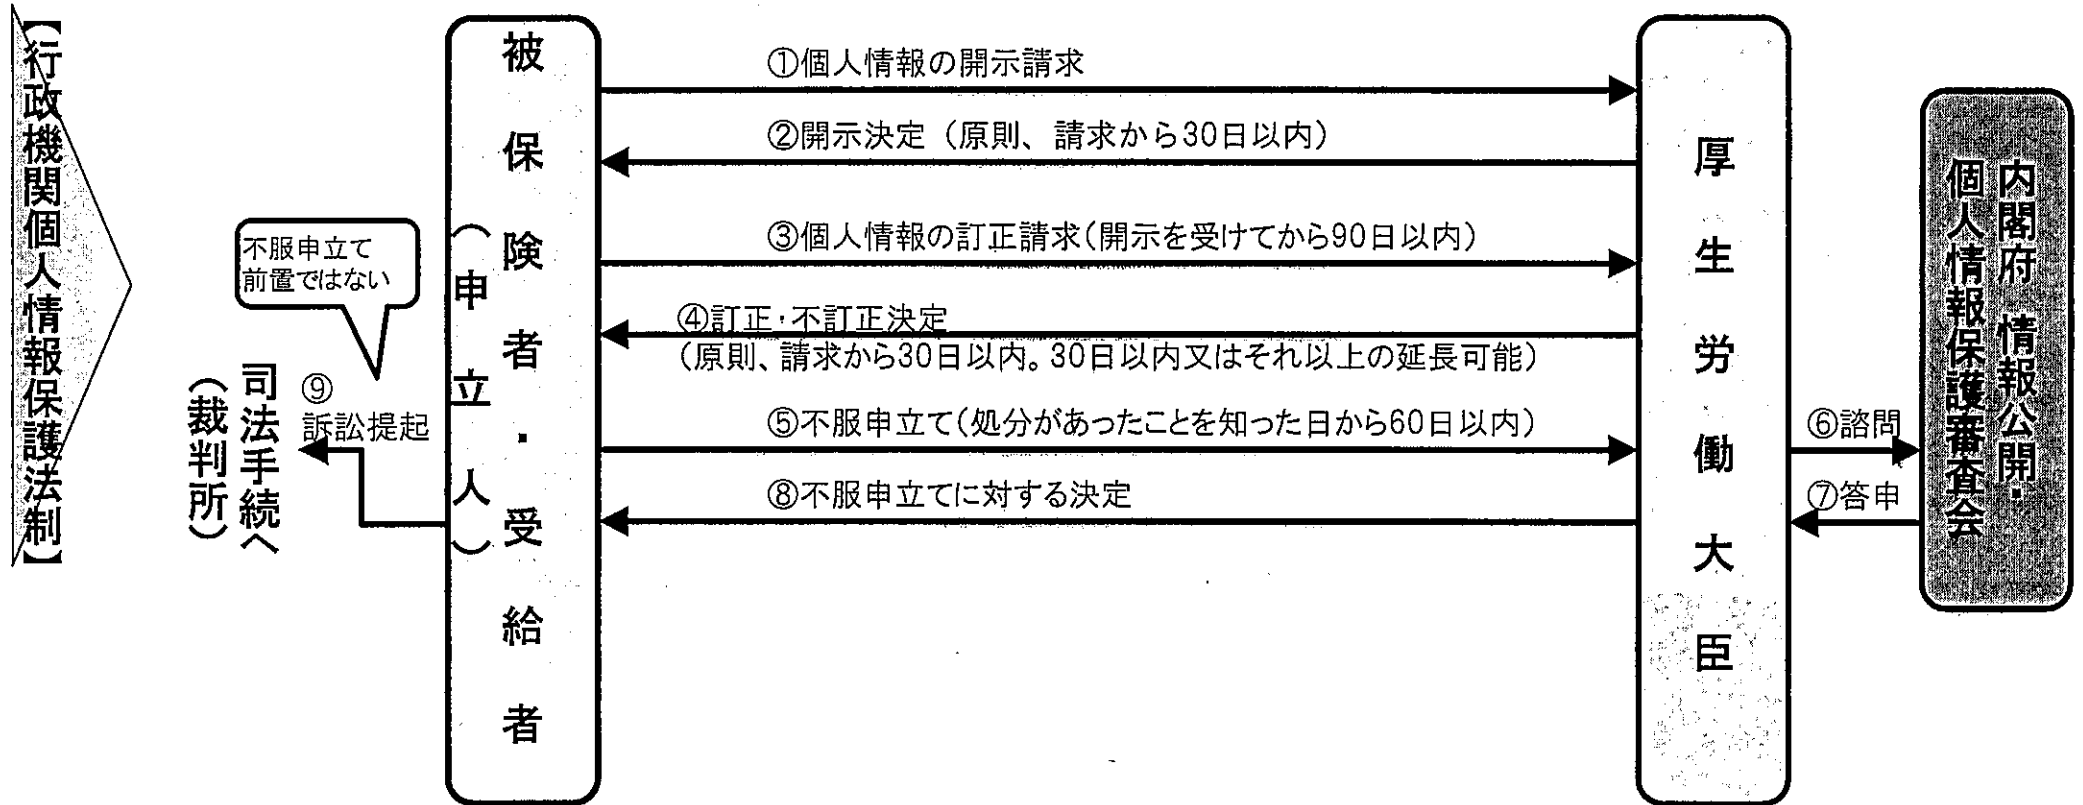 【行政機関個人情報保護法制】
不服申立て
前置ではない
司法手続へ
（裁判所）
⑨
訴訟提起
被保険者・受給者
（申立人）
①個人情報の開示請求
②開示決定（原則、請求から30日以内）
③個人情報の訂正請求（開示を受けてから90日以内）
④訂正・不訂正決定
（原則、請求から30日以内。30日以内又はそれ以上の延長可能）
⑤不服申立て（処分があったことを知った日から60日以内）
⑧不服申立てに対する決定
厚生労働大臣
⑥諮問
⑦答申
内閣府　情報公開・
個人情報保護審査会